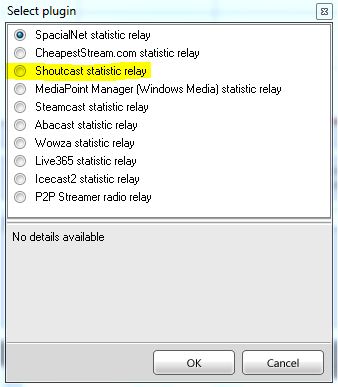 Select plugin
SpacialNet statistic relay
CheapestStream.com statistic relay
Shoutcast statistic relay
MediaPoint Manager (Windows Media) statistic relay
Steamcast statistic relay
Abacast statistic relay
Wowza statistic relay
Live365 statistic relay
Icecast2 statistic relay
P2P Streamer radio relay
No details available
OK Cancel